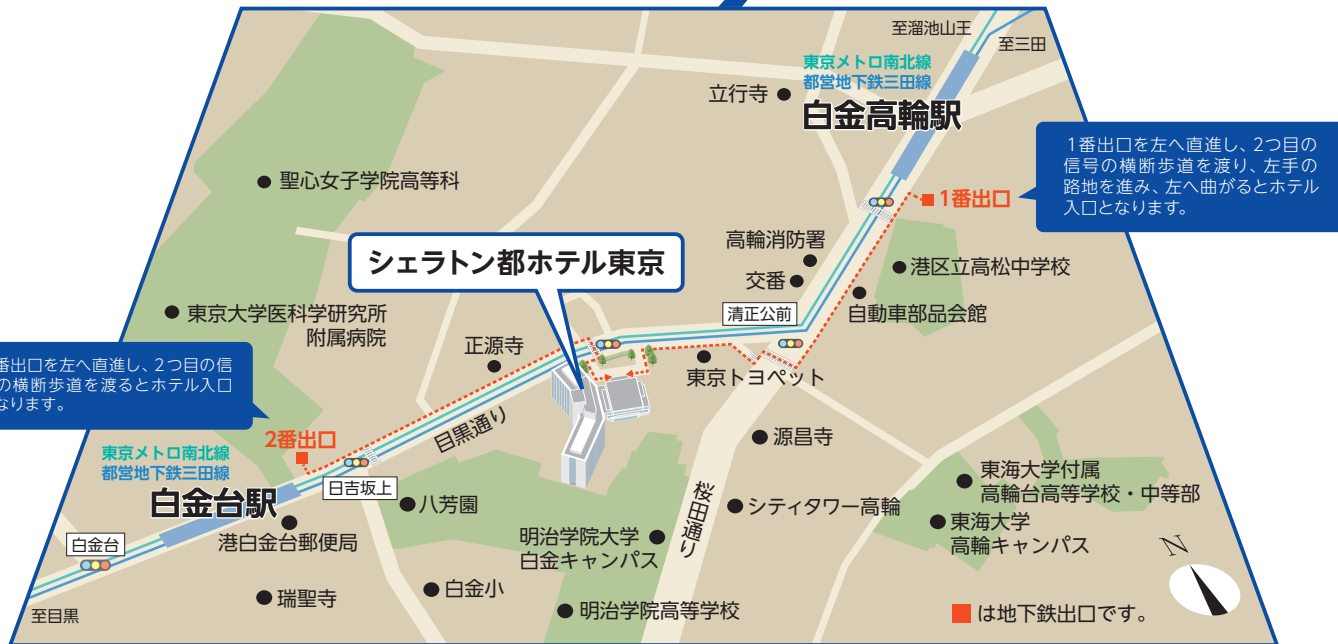 至溜池山王
至三田
東京メトロ南北線
都営地下鉄三田線
白金高輪駅
立行寺
1番出口を左へ直進し、2つ目の
信号の横断歩道を渡り、左手の
路地を進み、左へ曲がるとホテル
入口となります。
1番出口
聖心女子学院高等科
シェラトン都ホテル東京
高輪消防署
交番
港区立高松中学校
自動車部品会館
清正公前
東京大学医科学研究所
附属病院
正源寺
東京トヨペット
番出口を左へ直進し、2つ目の信
の横断歩道を渡るとホテル入口
なります。
目黒通り
2番出口
東京メトロ南北線
都営地下鉄三田線
白金台駅
日吉坂上
八芳園
源昌寺
桜田通り
シティタワー高輪
東海大学付属
高輪台高等学校・中等部
東海大学
高輪キャンパス
白金台
港白金台郵便局
明治学院大学
白金キャンパス
瑞聖寺
白金小
明治学院高等学校
至目黒
N
は地下鉄出口です。